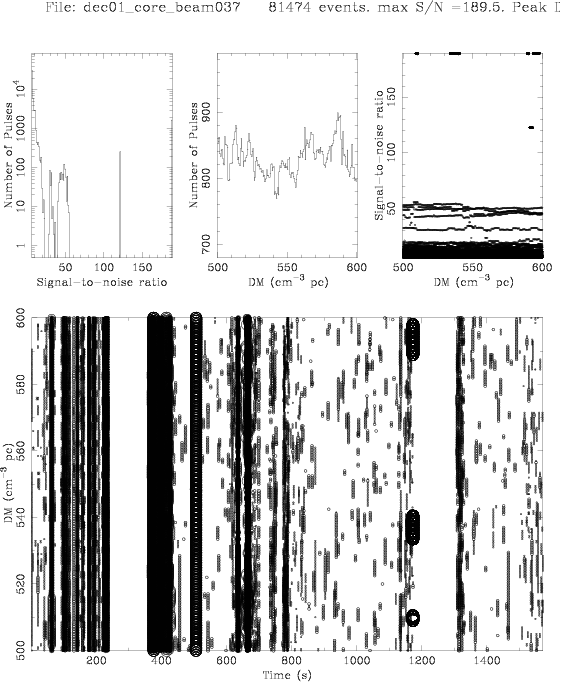 File: dec01_core_beam037 81474 events. max S/N =189.5. Peak D
Number of Pulses
1 10 100 1000 10⁴
50 100 150
Signal-to-noise ratio
Number of Pulses
700 800 900
500 550 600
DM (cm⁻³ pc)
Signal-to-noise ratio
50 100 150
500 550 600
DM (cm⁻³ pc)
DM (cm⁻³ pc)
500 520 540 560 580 600
200 400 600 800 1000 1200 1400
Time (s)